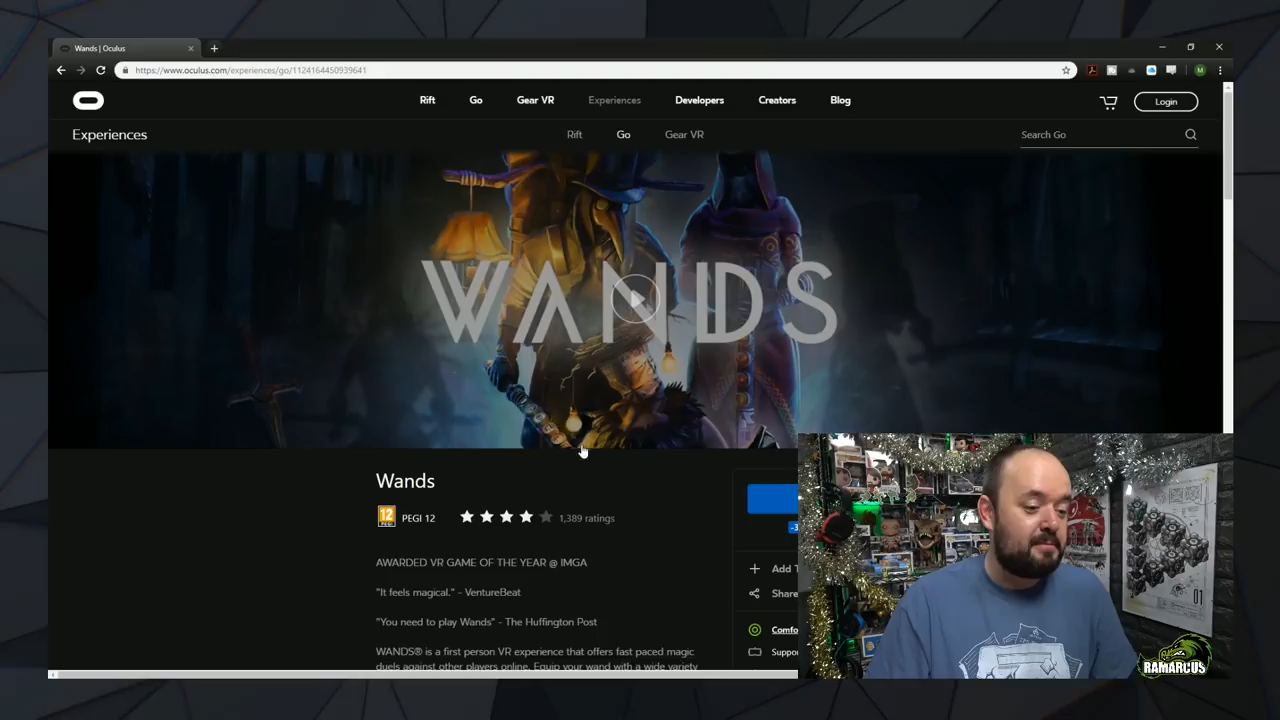 Wands | Oculus
https://www.oculus.com/experiences/go/1124164450939641
M
Rift Go Gear VR Experiences Developers Creators Blog Login
Experiences Rift Go Gear VR Search Go
WANDS
Wands
12
PEGI
PEGI 12 1,389 ratings
AWARDED VR GAME OF THE YEAR @ IMGA
Add T
"It feels magical." - VentureBeat
Share
"You need to play Wands" - The Huffington Post
Comfo
WANDS® is a first person VR experience that offers fast paced magic
Suppo
duels against other players online. Equip your wand with a wide variety
01
RAMARCUS